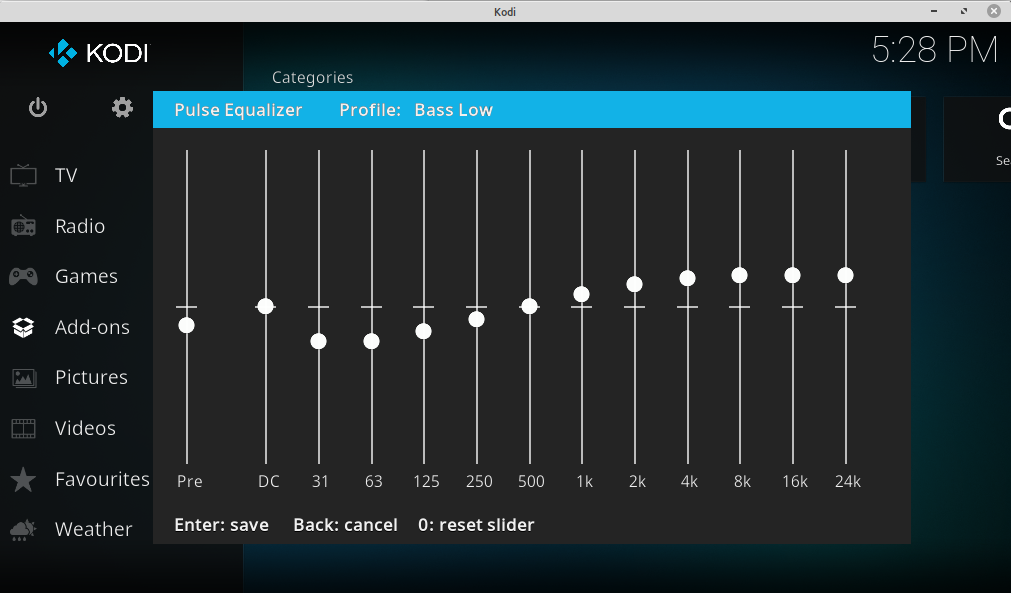 Kodi
KODI
5:28 PM
Categories
Pulse Equalizer Profile: Bass Low
TV
Radio
Games
Add-ons
Pictures
Videos
Favourites
Weather
Pre DC 31 63 125 250 500 1k 2k 4k 8k 16k 24k
Enter: save Back: cancel 0: reset slider